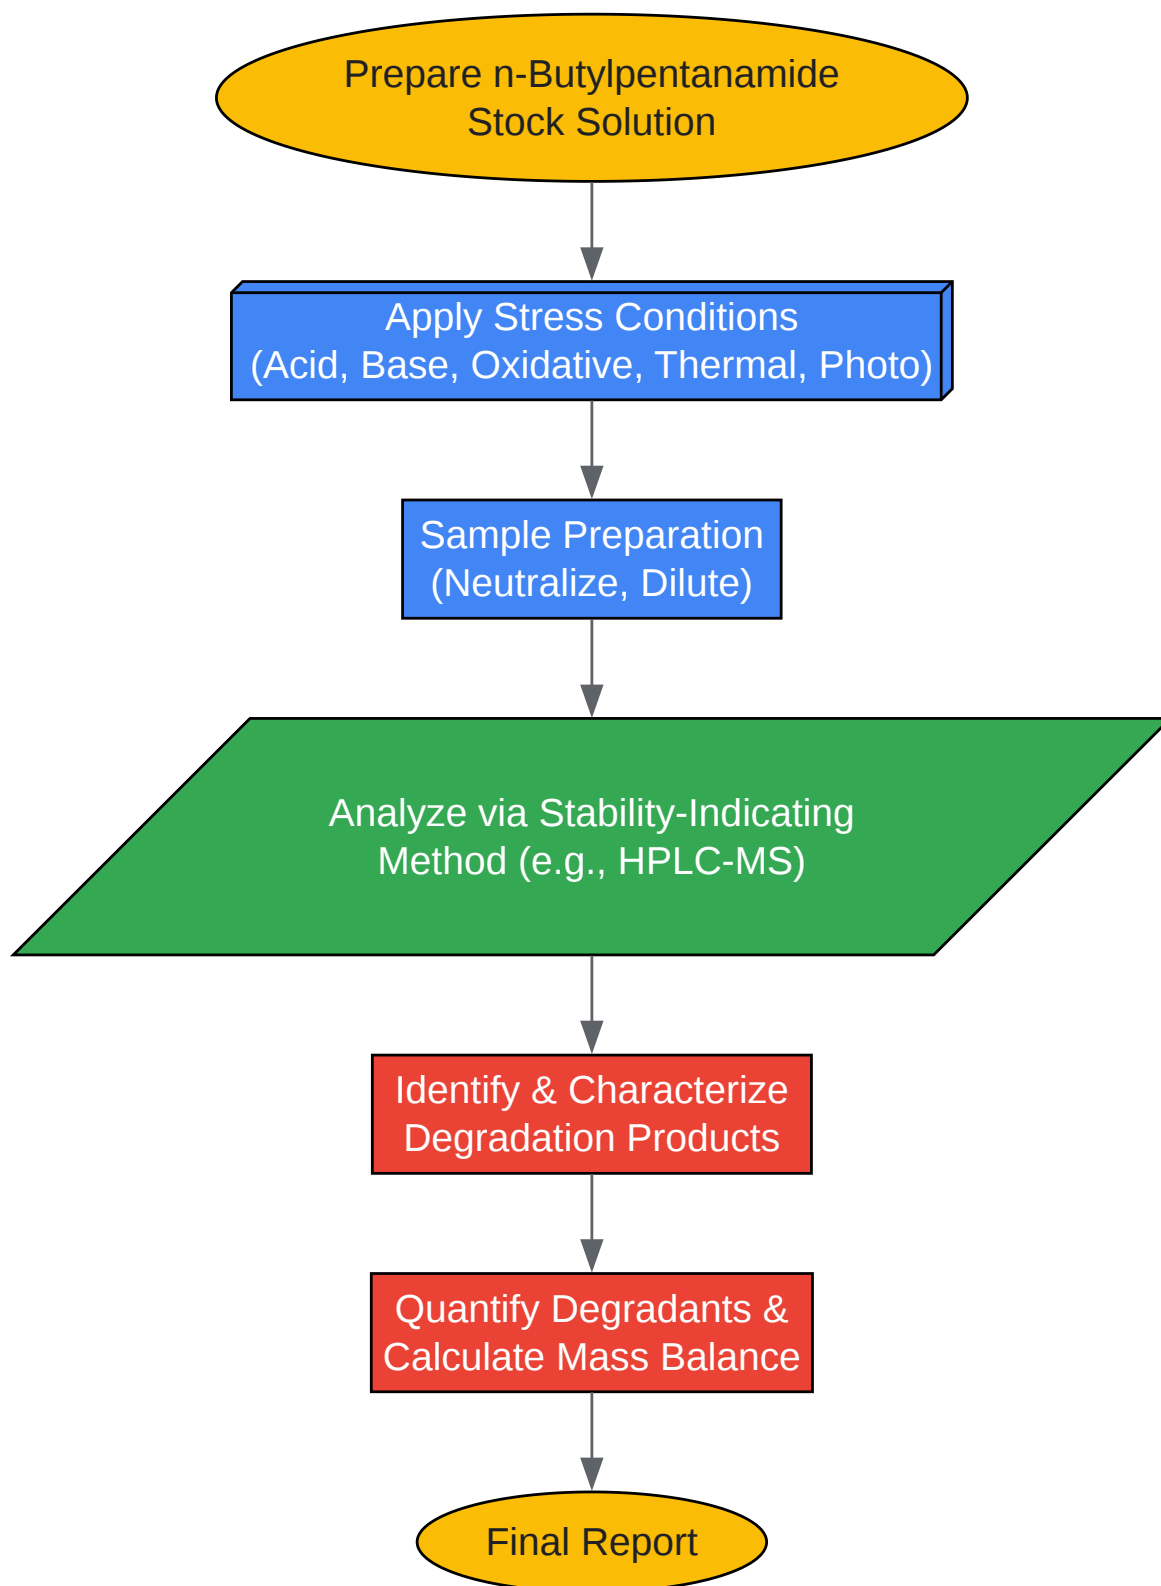 Prepare n-Butylpentanamide
Stock Solution
Apply Stress Conditions
(Acid, Base, Oxidative, Thermal, Photo)
Sample Preparation
(Neutralize, Dilute)
Analyze via Stability-Indicating
Method (e.g., HPLC-MS)
Identify & Characterize
Degradation Products
Quantify Degradants &
Calculate Mass Balance
Final Report